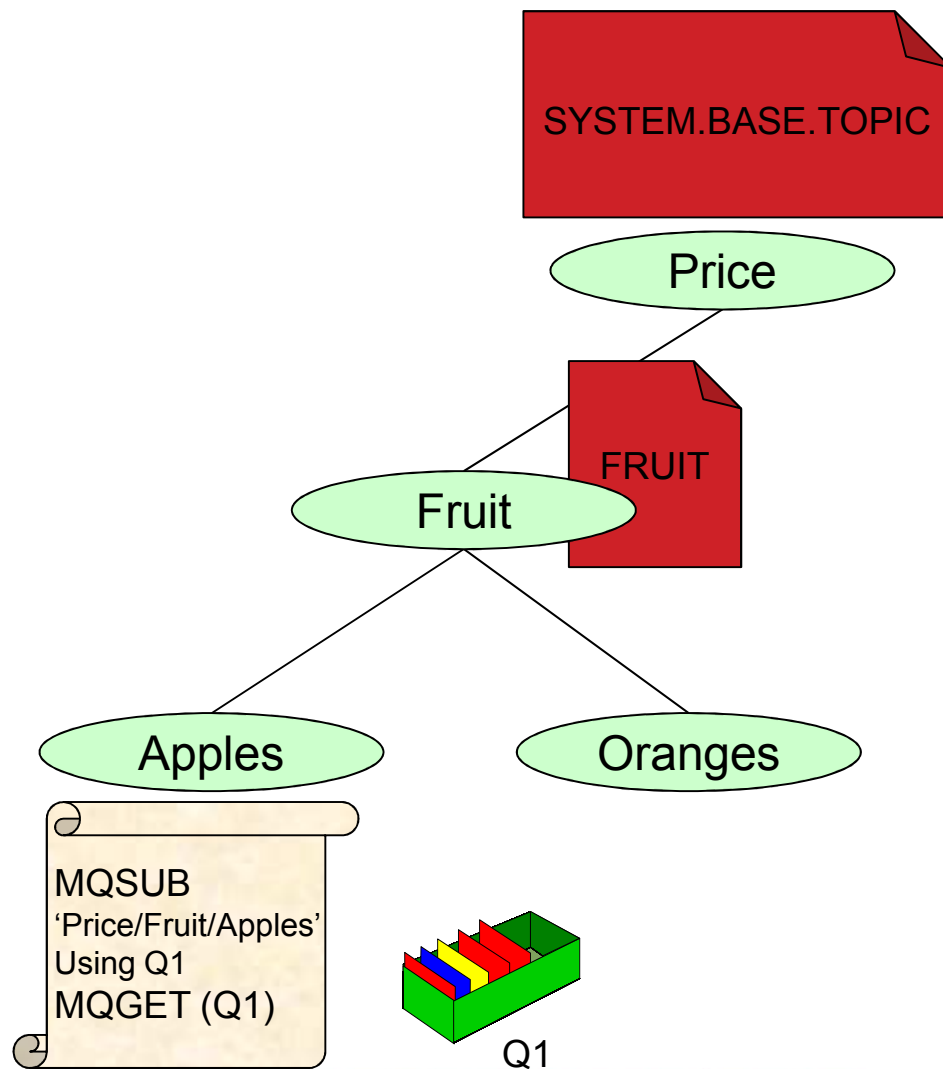 SYSTEM.BASE.TOPIC
Price
FRUIT
Fruit
Apples
Oranges
MQSUB
‘Price/Fruit/Apples’
Using Q1
MQGET (Q1)
Q1